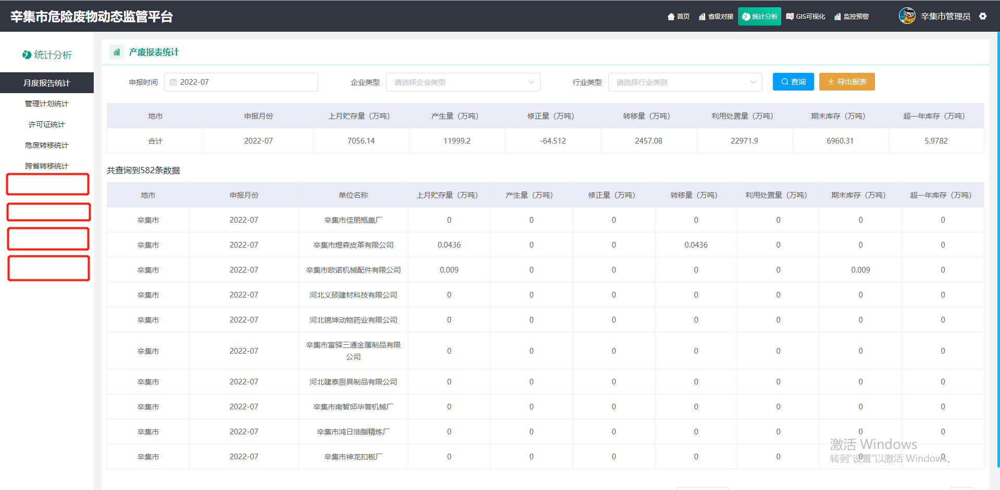 辛集市危险废物动态监管平台
首页 省级对接 统计分析 GIS可视化 监控预警 辛集市管理员
统计分析
月度报告统计
管理计划统计
许可证统计
危废转移统计
跨省转移统计
产废报表统计
申报时间 2022-07 企业类型 请选择企业类型 行业类型 请选择行业类别 查询 导出报表
地市 申报月份 上月贮存量（万吨） 产生量（万吨） 修正量（万吨） 转移量（万吨） 利用处置量（万吨） 期末库存（万吨） 超一年库存（万吨）
合计 2022-07 7056.14 11999.2 -64.512 2457.08 22971.9 6960.31 5.9782
共查询到582条数据
地市 申报月份 单位名称 上月贮存量（万吨） 产生量（万吨） 修正量（万吨） 转移量（万吨） 利用处置量（万吨） 期末库存（万吨） 超一年库存（万吨）
辛集市 2022-07 辛集市佳朋瓶盖厂 0 0 0 0 0 0 0
辛集市 2022-07 辛集市煜森皮革有限公司 0.0436 0 0 0.0436 0 0 0
辛集市 2022-07 辛集市欧诺机械配件有限公司 0.009 0 0 0 0 0.009 0
辛集市 2022-07 河北义硕建材科技有限公司 0 0 0 0 0 0 0
辛集市 2022-07 河北锦坤动物药业有限公司 0 0 0 0 0 0 0
辛集市 2022-07 辛集市富驿三通金属制品有限
公司 0 0 0 0 0 0 0
辛集市 2022-07 河北建泰厨具制品有限公司 0 0 0 0 0 0 0
辛集市 2022-07 辛集市南智邱华普机械厂 0 0 0 0 0 0 0
辛集市 2022-07 辛集市鸿日油脂精炼厂 0 0 0 0 0 0 0
辛集市 2022-07 辛集市神龙扣板厂 0 0 0 0 0 0 0
激活 Windows
转到“设置”以激活 Windows。